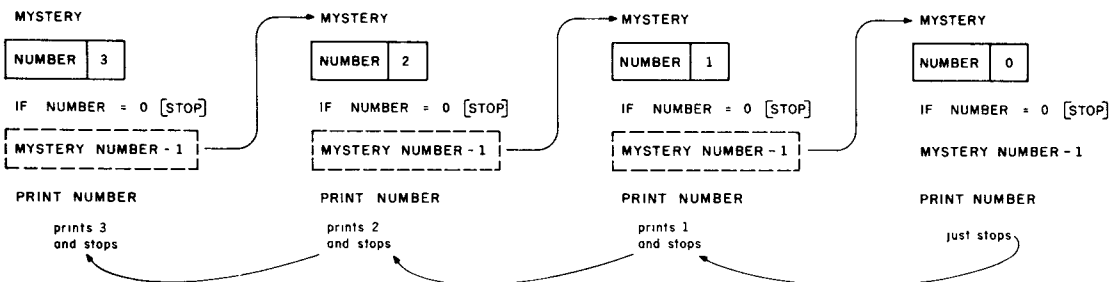 MYSTERY
NUMBER 3
IF NUMBER = 0 [STOP]
MYSTERY NUMBER - 1
PRINT NUMBER
prints 3
and stops
MYSTERY
NUMBER 2
IF NUMBER = 0 [STOP]
MYSTERY NUMBER - 1
PRINT NUMBER
prints 2
and stops
MYSTERY
NUMBER 1
IF NUMBER = 0 [STOP]
MYSTERY NUMBER - 1
PRINT NUMBER
prints 1
and stops
MYSTERY
NUMBER 0
IF NUMBER = 0 [STOP]
MYSTERY NUMBER - 1
PRINT NUMBER
just stops